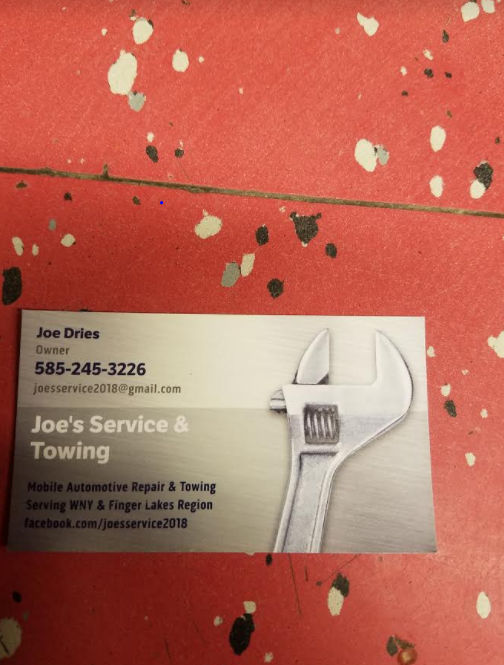 Joe Dries
Owner
585-245-3226
joesservice2018@gmail.com
Joe's Service &
Towing
Mobile Automotive Repair & Towing
Serving WNY & Finger Lakes Region
facebook.com/joesservice2018